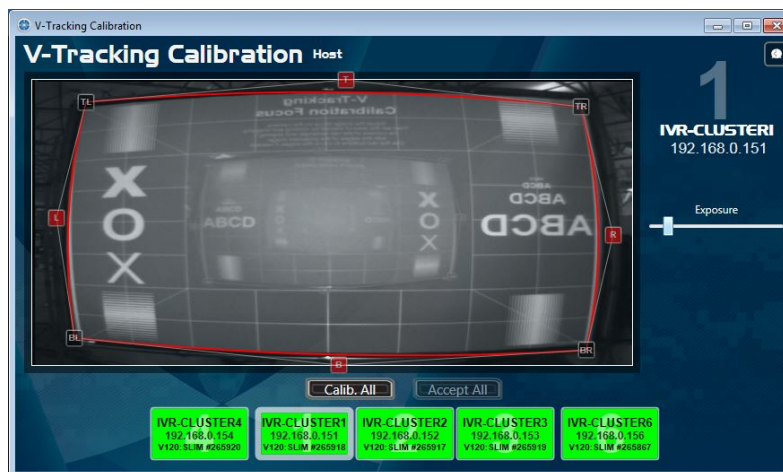 V-Tracking Calibration
V-Tracking Calibration Host
1
IVR-CLUSTER1
192.168.0.151
Exposure
T
TL
TR
V-Tracking
Calibration Focus
X
O
X
ABCD
X
O
X
ABCD
ABCD
ABCD
L
R
BL
B
BR
Calib. All
Accept All
IVR-CLUSTER4
192.168.0.154
V120:SLIM #265920
IVR-CLUSTER1
192.168.0.151
V120:SLIM #265918
IVR-CLUSTER2
192.168.0.152
V120:SLIM #265917
IVR-CLUSTER3
192.168.0.153
V120:SLIM #265919
IVR-CLUSTER6
192.168.0.156
V120:SLIM #265867